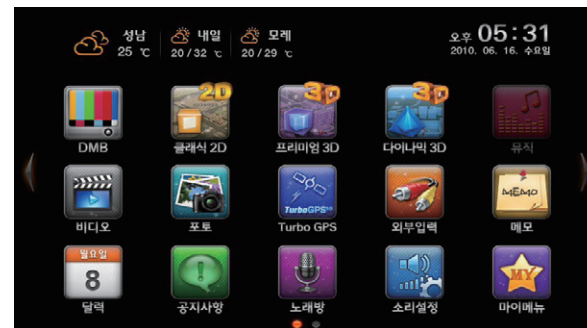 성남
25 ℃
내일
20/32 ℃
모레
20/29 ℃
오후 05:31
2010. 06. 16. 수요일
DMB
2D
클래식 2D
3D
프리미엄 3D
3D
다이나믹 3D
뮤직
비디오
포토
TurboGPS
Turbo GPS
외부입력
MEMO
메모
월요일
8
달력
공지사항
노래방
소리설정
MY
마이메뉴